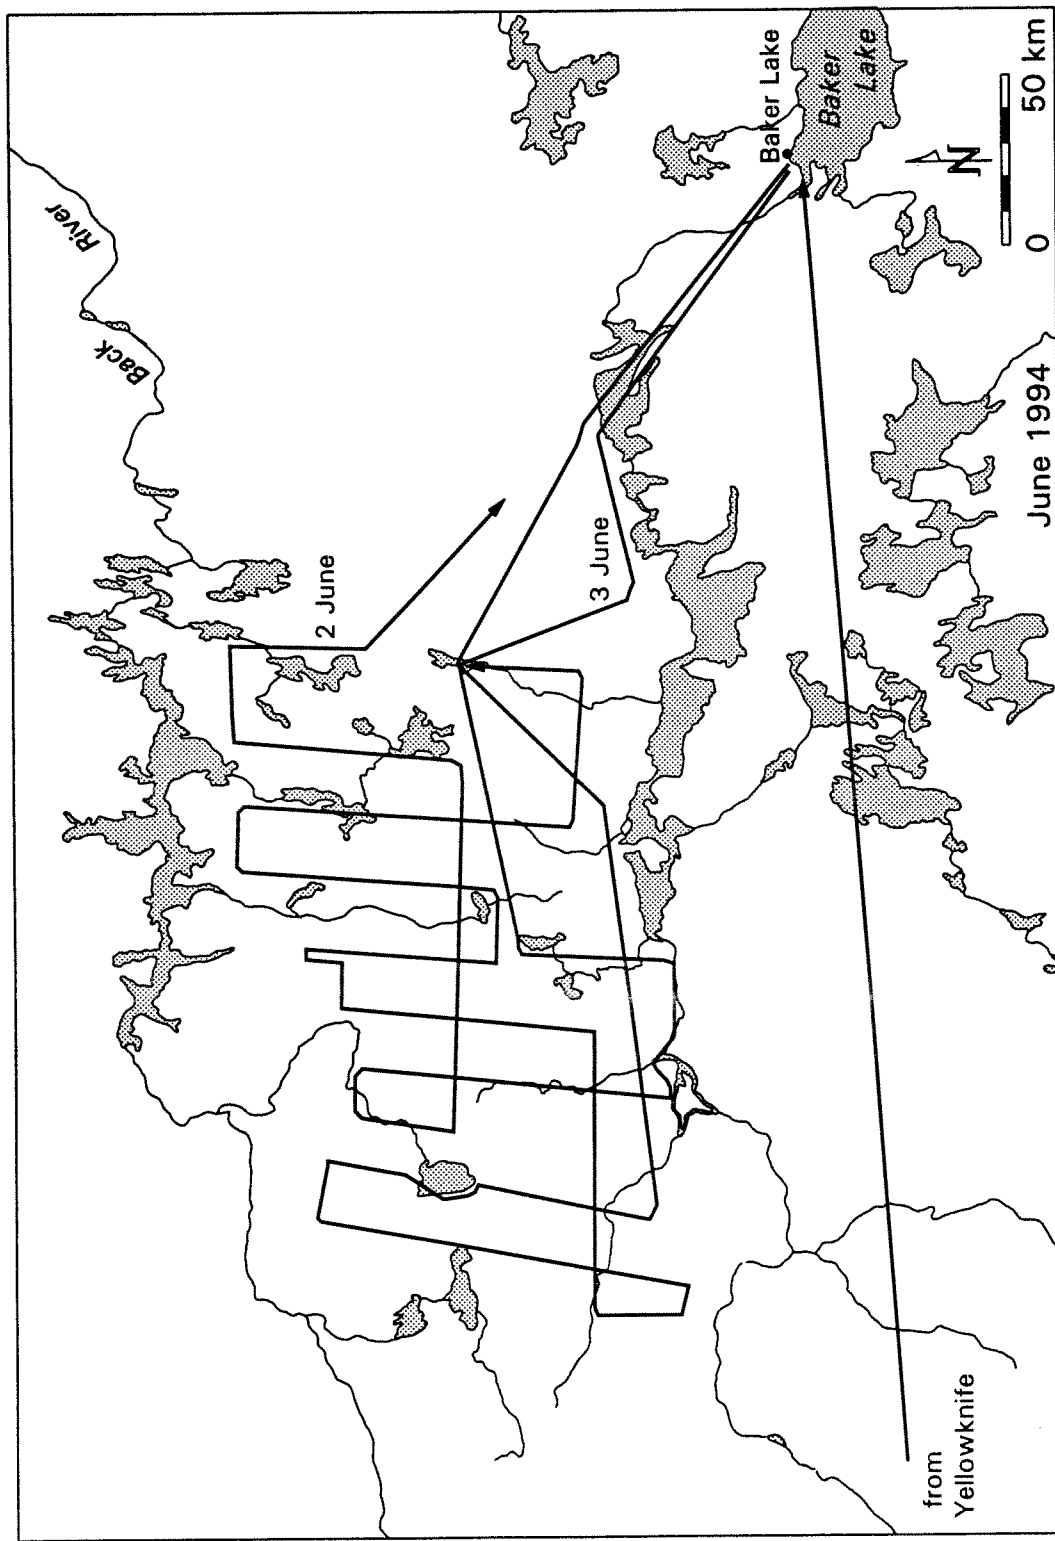 River
Back
2 June
3 June
Baker Lake
Baker
Lake
N
0 50 km
June 1994
from
Yellowknife